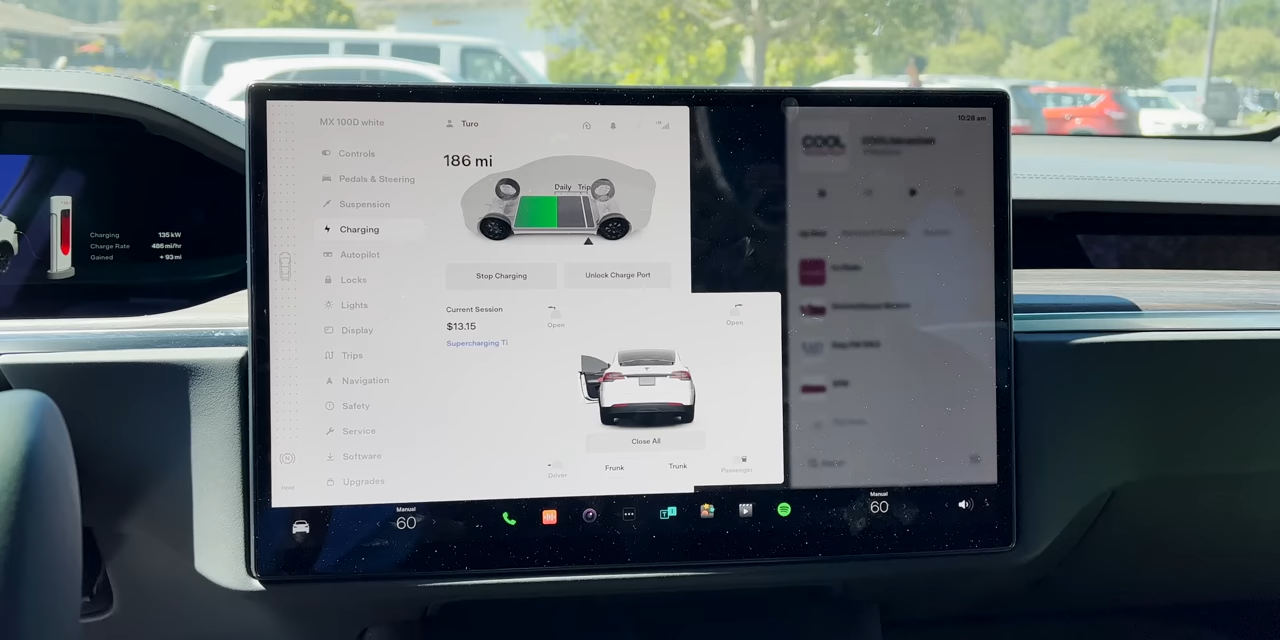 MX 100D white
Turo
10:28 am
Controls
186 mi
COOL
Pedals & Steering
Daily Trip
Suspension
Charging
Charging 135 kW
Charge Rate 486 mi/hr
Gained + 93 mi
Autopilot
Stop Charging
Unlock Charge Port
Locks
Lights
Current Session
Open
Open
$13.15
Display
Supercharging Ti
Trips
Navigation
Safety
Service
Close All
Software
Frunk
Trunk
Driver
Passenger
Upgrades
Manual
60
Manual
60